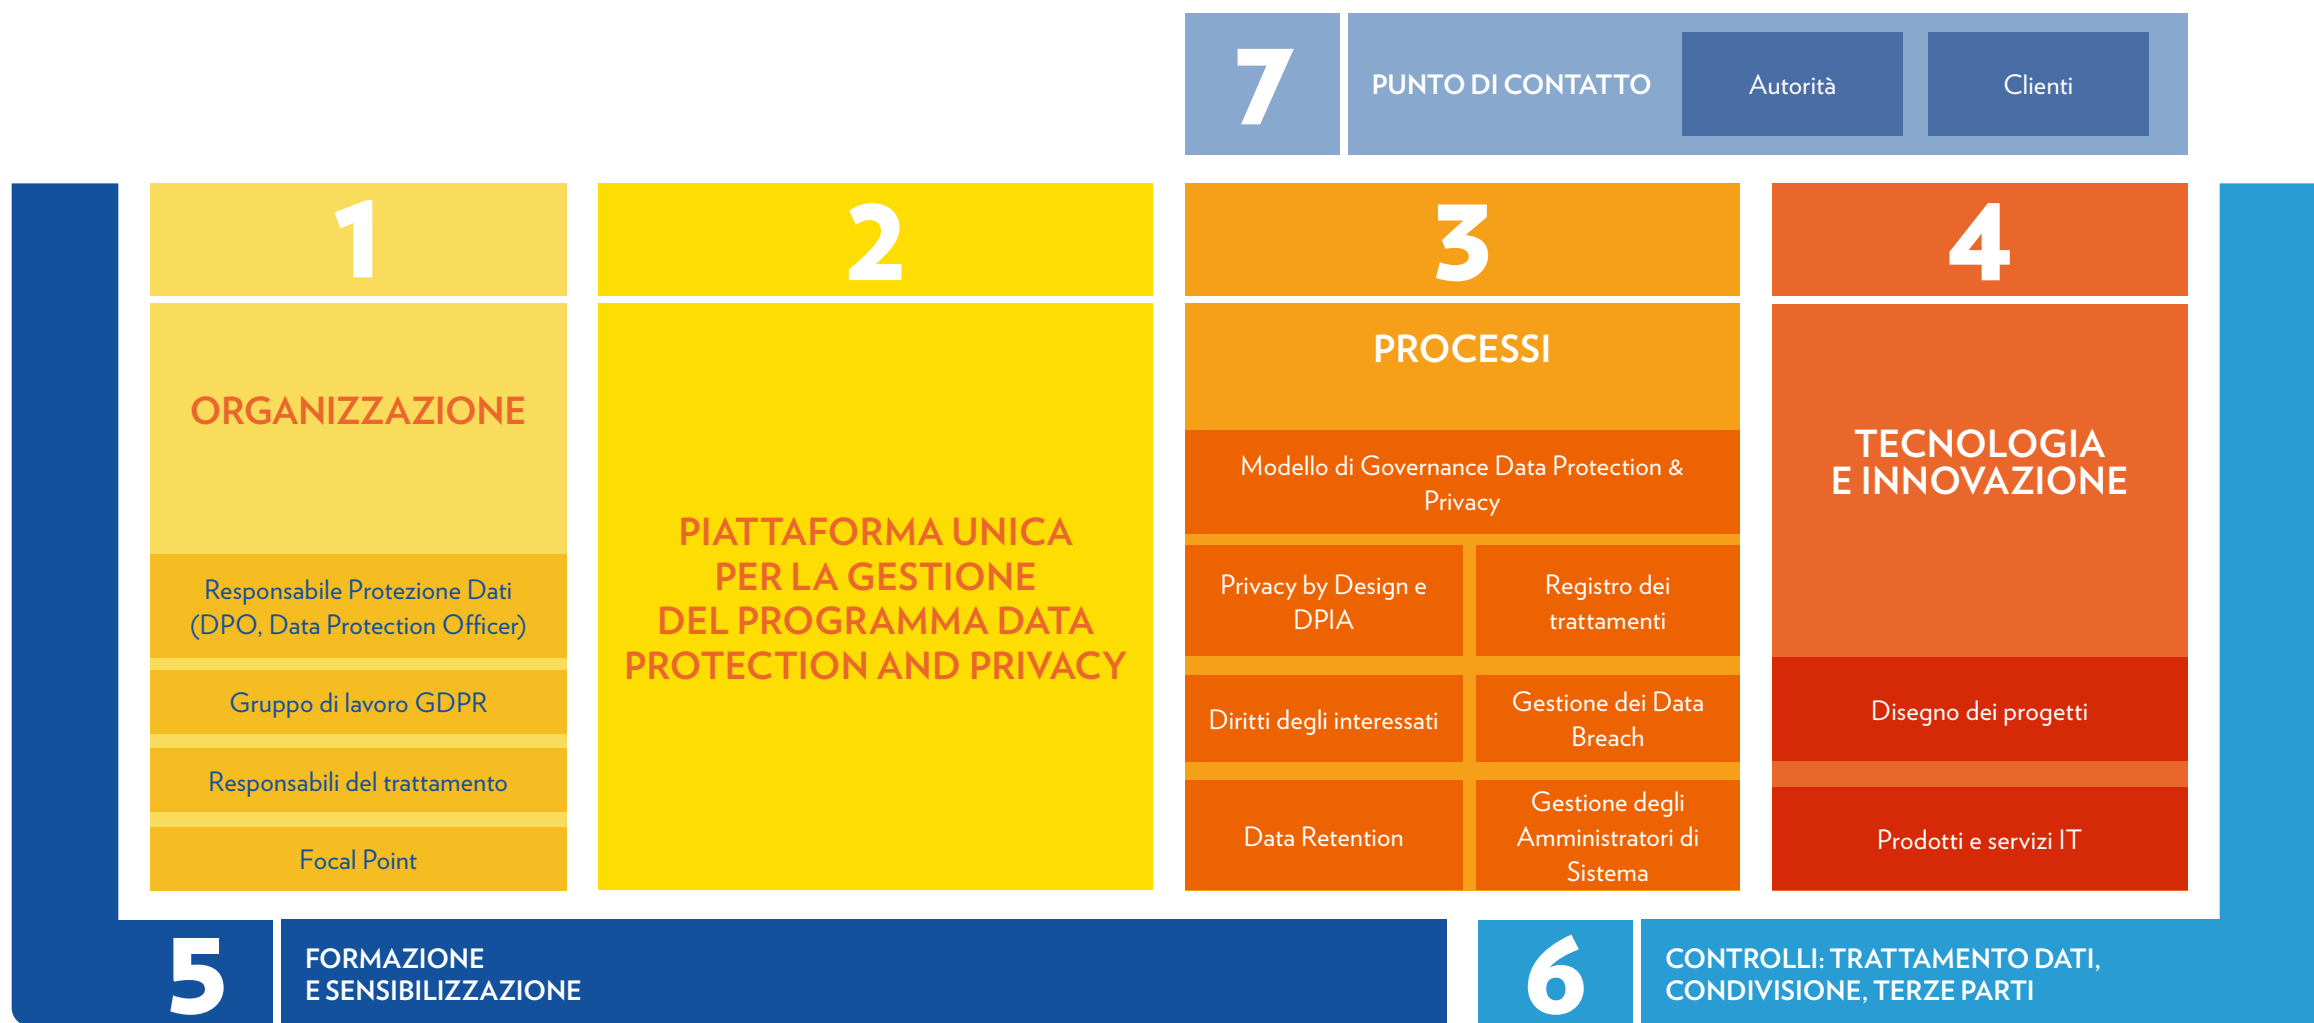 7
PUNTO DI CONTATTO
Autorità
Clienti
1
ORGANIZZAZIONE
Responsabile Protezione Dati
(DPO, Data Protection Officer)
Gruppo di lavoro GDPR
Responsabili del trattamento
Focal Point
2
PIATTAFORMA UNICA
PER LA GESTIONE
DEL PROGRAMMA DATA
PROTECTION AND PRIVACY
3
PROCESSI
Modello di Governance Data Protection &
Privacy
Privacy by Design e
DPIA
Registro dei
trattamenti
Diritti degli interessati
Gestione dei Data
Breach
Data Retention
Gestione degli
Amministratori di
Sistema
4
TECNOLOGIA
E INNOVAZIONE
Disegno dei progetti
Prodotti e servizi IT
5
FORMAZIONE
E SENSIBILIZZAZIONE
6
CONTROLLI: TRATTAMENTO DATI,
CONDIVISIONE, TERZE PARTI